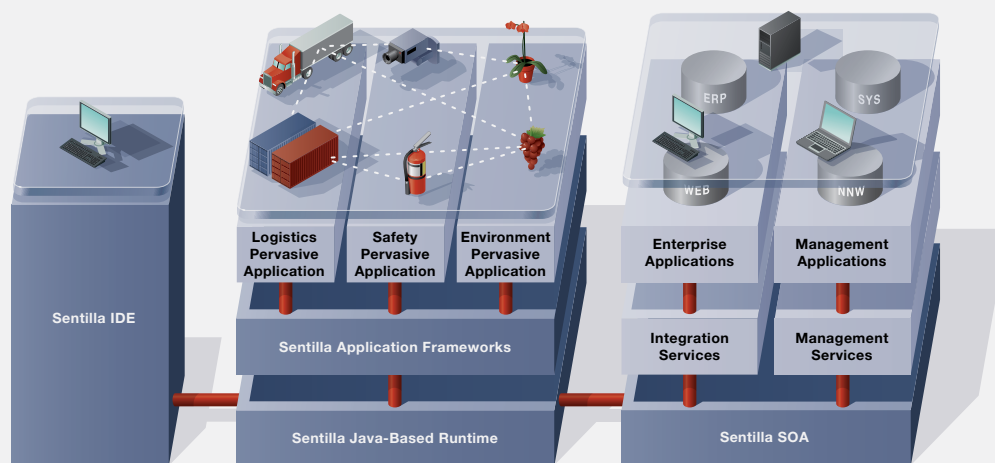 ERP
SYS
WEB
NNW
Logistics
Pervasive
Application
Safety
Pervasive
Application
Environment
Pervasive
Application
Enterprise
Applications
Management
Applications
Sentilla IDE
Sentilla Application Frameworks
Integration
Services
Management
Services
Sentilla Java-Based Runtime
Sentilla SOA